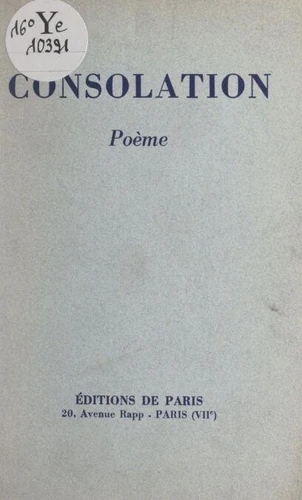 16° Ye
10391
CONSOLATION
Poème
ÉDITIONS DE PARIS
20, Avenue Rapp - PARIS (VIIᵉ)